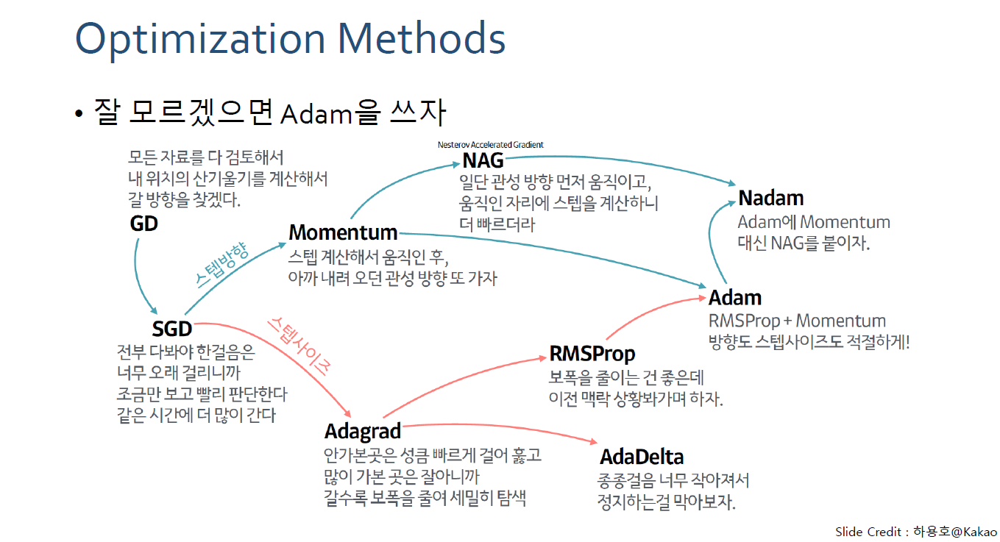 Optimization Methods
• 잘 모르겠으면 Adam을 쓰자
모든 자료를 다 검토해서
내 위치의 산기울기를 계산해서
갈 방향을 찾겠다.
GD
스텝방향
Momentum
스텝 계산해서 움직인 후,
아까 내려 오던 관성 방향 또 가자
Nesterov Accelerated Gradient
NAG
일단 관성 방향 먼저 움직이고,
움직인 자리에 스텝을 계산하니
더 빠르더라
Nadam
Adam에 Momentum
대신 NAG를 붙이자.
SGD
전부 다봐야 한걸음은
너무 오래 걸리니까
조금만 보고 빨리 판단한다
같은 시간에 더 많이 간다
스텝사이즈
Adagrad
안가본곳은 성큼 빠르게 걸어 훓고
많이 가본 곳은 잘아니까
갈수록 보폭을 줄여 세밀히 탐색
RMSProp
보폭을 줄이는 건 좋은데
이전 맥락 상황봐가며 하자.
Adam
RMSProp + Momentum
방향도 스텝사이즈도 적절하게!
AdaDelta
종종걸음 너무 작아져서
정지하는걸 막아보자.
Slide Credit : 하용호@Kakao